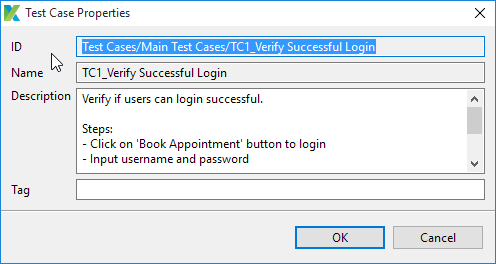 Test Case Properties
ID
Test Cases/Main Test Cases/TC1_Verify Successful Login
Name
TC1_Verify Successful Login
Description
Verify if users can login successful.
Steps:
- Click on 'Book Appointment' button to login
- Input username and password
Tag
OK
Cancel